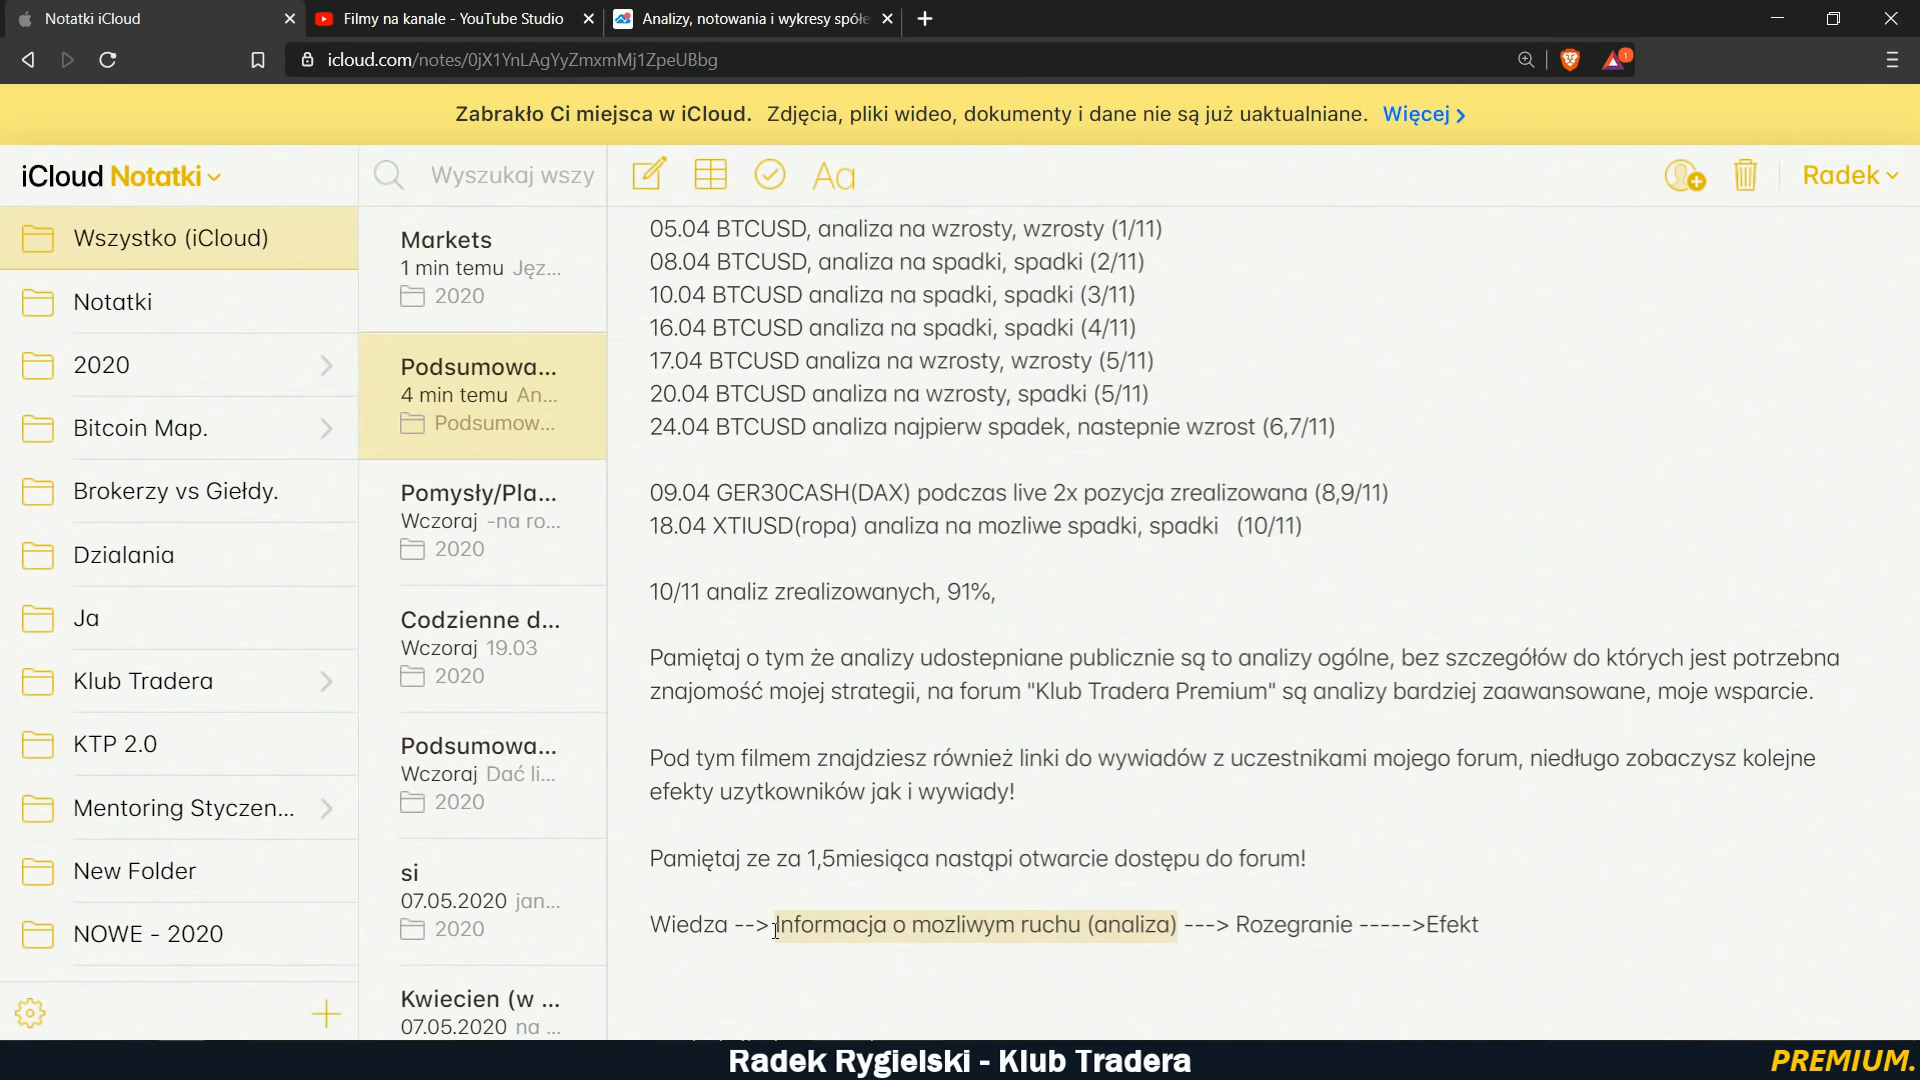 Notatki iCloud
Filmy na kanale - YouTube Studio
Analizy, notowania i wykresy spółe
icloud.com/notes/0jX1YnLAgYyZmxmMj1ZpeUBbg
1
Zabrakło Ci miejsca w iCloud. Zdjęcia, pliki wideo, dokumenty i dane nie są już uaktualniane. Więcej
iCloud Notatki
Wyszukaj wszy
Aa
Radek
Wszystko (iCloud)
Notatki
2020
Bitcoin Map.
Brokerzy vs Giełdy.
Dzialania
Ja
Klub Tradera
KTP 2.0
Mentoring Styczen...
New Folder
NOWE - 2020
Markets
1 min temu Jęz...
2020
Podsumowa...
4 min temu An...
Podsumow...
Pomysły/Pla...
Wczoraj -na ro...
2020
Codzienne d...
Wczoraj 19.03
2020
Podsumowa...
Wczoraj Dać li...
2020
si
07.05.2020 jan...
2020
Kwiecien (w ...
07.05.2020 na ...
05.04 BTCUSD, analiza na wzrosty, wzrosty (1/11)
08.04 BTCUSD, analiza na spadki, spadki (2/11)
10.04 BTCUSD analiza na spadki, spadki (3/11)
16.04 BTCUSD analiza na spadki, spadki (4/11)
17.04 BTCUSD analiza na wzrosty, wzrosty (5/11)
20.04 BTCUSD analiza na wzrosty, spadki (5/11)
24.04 BTCUSD analiza najpierw spadek, nastepnie wzrost (6,7/11)
09.04 GER30CASH(DAX) podczas live 2x pozycja zrealizowana (8,9/11)
18.04 XTIUSD(ropa) analiza na mozliwe spadki, spadki (10/11)
10/11 analiz zrealizowanych, 91%,
Pamiętaj o tym że analizy udostepniane publicznie są to analizy ogólne, bez szczegółów do których jest potrzebna
znajomość mojej strategii, na forum "Klub Tradera Premium" są analizy bardziej zaawansowane, moje wsparcie.
Pod tym filmem znajdziesz również linki do wywiadów z uczestnikami mojego forum, niedługo zobaczysz kolejne
efekty uzytkowników jak i wywiady!
Pamiętaj ze za 1,5miesiąca nastąpi otwarcie dostępu do forum!
Wiedza --> Informacja o mozliwym ruchu (analiza) ---> Rozegranie ----->Efekt
Radek Rygielski - Klub Tradera
PREMIUM.